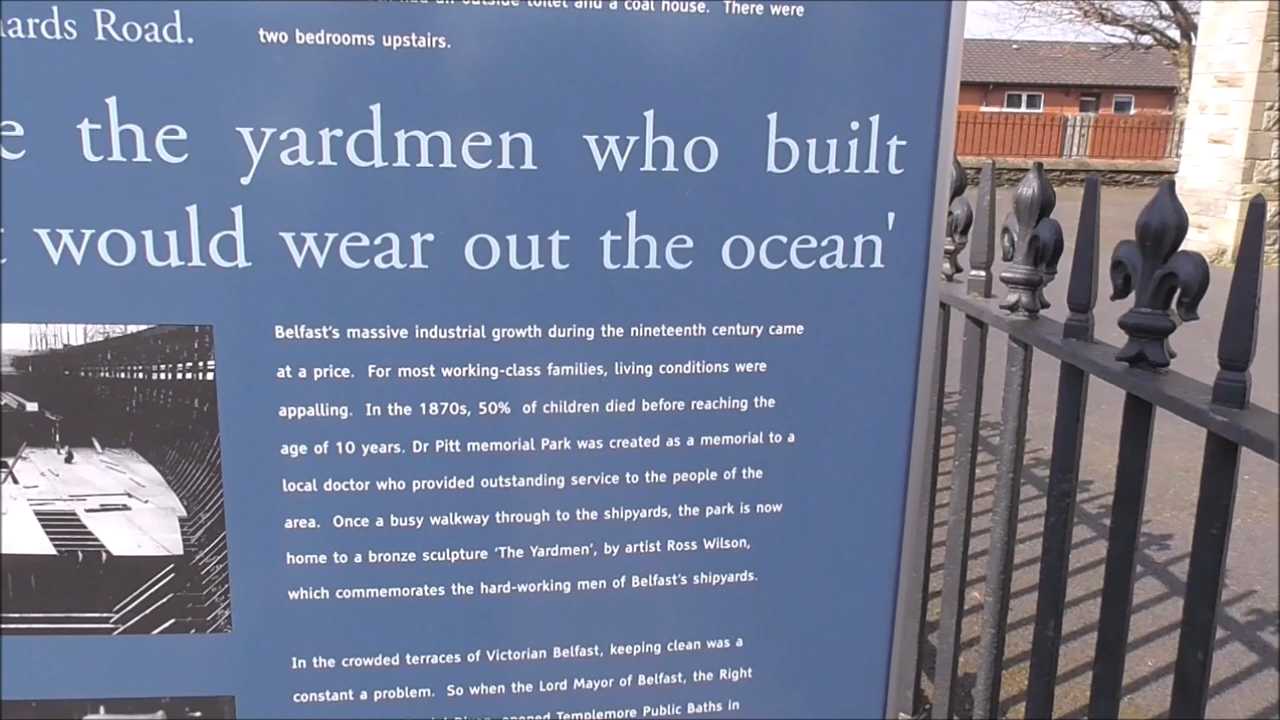 Road.
toilet and a coal house.  There were
two bedrooms upstairs.
the yardmen who built
would wear out the ocean'
Belfast's massive industrial growth during the nineteenth century came
at a price.  For most working-class families, living conditions were
appalling.  In the 1870s, 50%  of children died before reaching the
age of 10 years. Dr Pitt memorial Park was created as a memorial to a
local doctor who provided outstanding service to the people of the
area.  Once a busy walkway through to the shipyards, the park is now
home to a bronze sculpture 'The Yardmen', by artist Ross Wilson,
which commemorates the hard-working men of Belfast's shipyards.
In the crowded terraces of Victorian Belfast, keeping clean was a
constant a problem.  So when the Lord Mayor of Belfast, the Right
opened Templemore Public Baths in